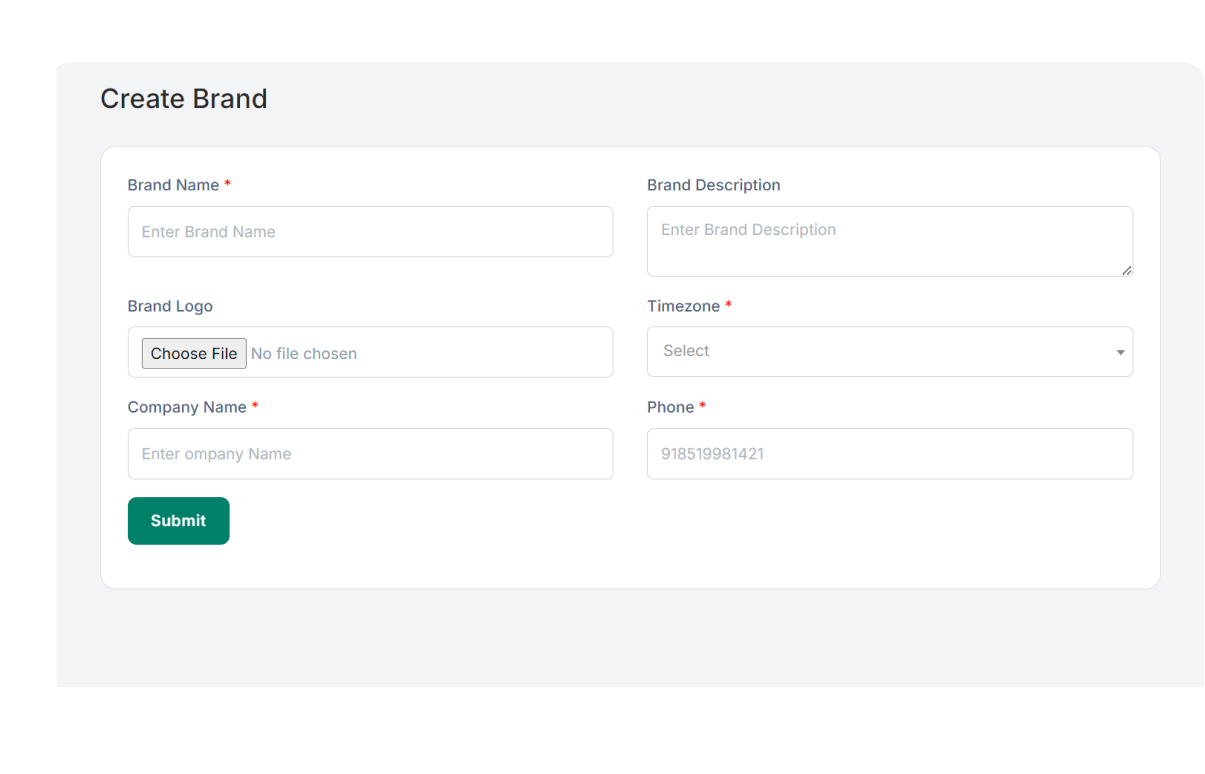 Create Brand
Brand Name *
Brand Description
Enter Brand Name
Enter Brand Description
Brand Logo
Timezone *
Choose File No file chosen
Select
Company Name *
Phone *
Enter ompany Name
918519981421
Submit